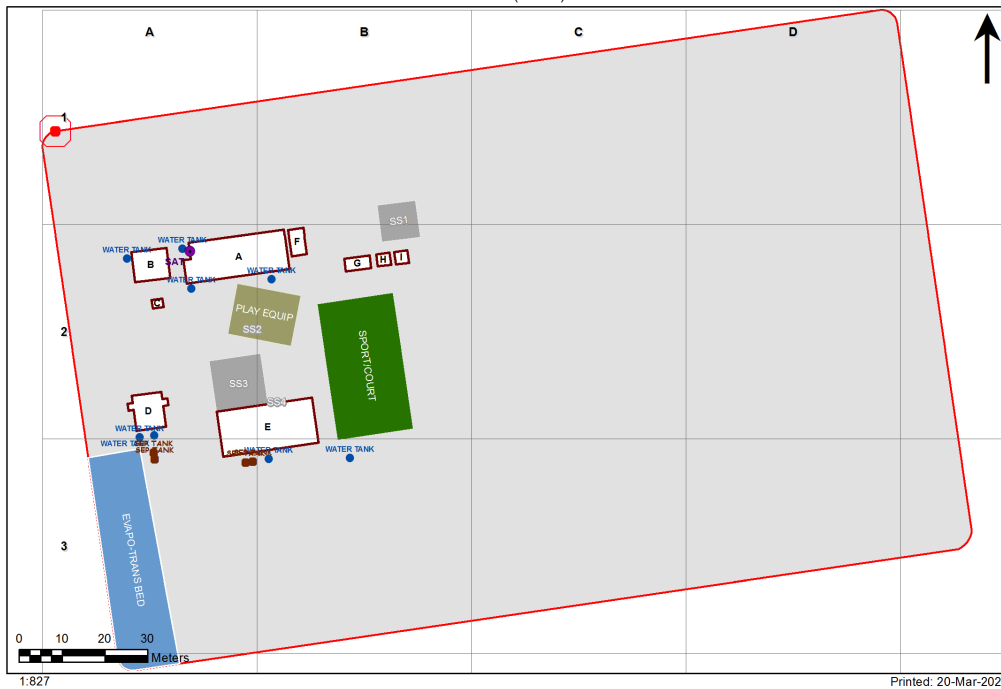 A
B
C
D
1
SS1
WATER TANK
WATER TANK
F
A
B
SAT
G
H
I
WATER TANK
WATER TANK
C
PLAY EQUIP
SS2
2
SPORT/COURT
SS3
SS4
D
E
WATER TANK
WATER TANK
SEP TANK
WATER TANK
WATER TANK
3
EVAPO-TRANS BED
0 10 20 30
Meters
1:827
Printed: 20-Mar-202